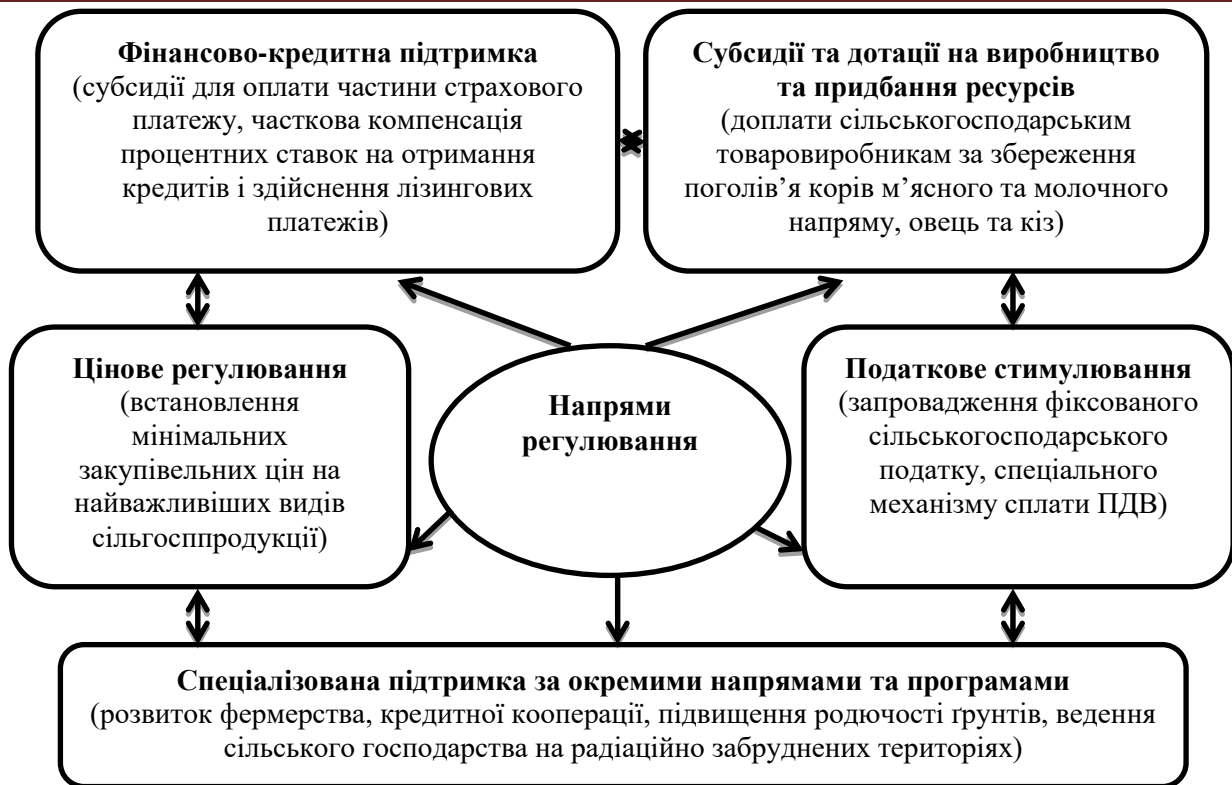 Фінансово-кредитна підтримка
(субсидії для оплати частини страхового
платежу, часткова компенсація
процентних ставок на отримання
кредитів і здійснення лізингових
платежів)
Субсидії та дотації на виробництво
та придбання ресурсів
(доплати сільськогосподарським
товаровиробникам за збереження
поголів’я корів м’ясного та молочного
напряму, овець та кіз)
Цінове регулювання
(встановлення
мінімальних
закупівельних цін на
найважливіших видів
сільгосппродукції)
Напрями
регулювання
Податкове стимулювання
(запровадження фіксованого
сільськогосподарського
податку, спеціального
механізму сплати ПДВ)
Спеціалізована підтримка за окремими напрямами та програмами
(розвиток фермерства, кредитної кооперації, підвищення родючості ґрунтів, ведення
сільського господарства на радіаційно забруднених територіях)